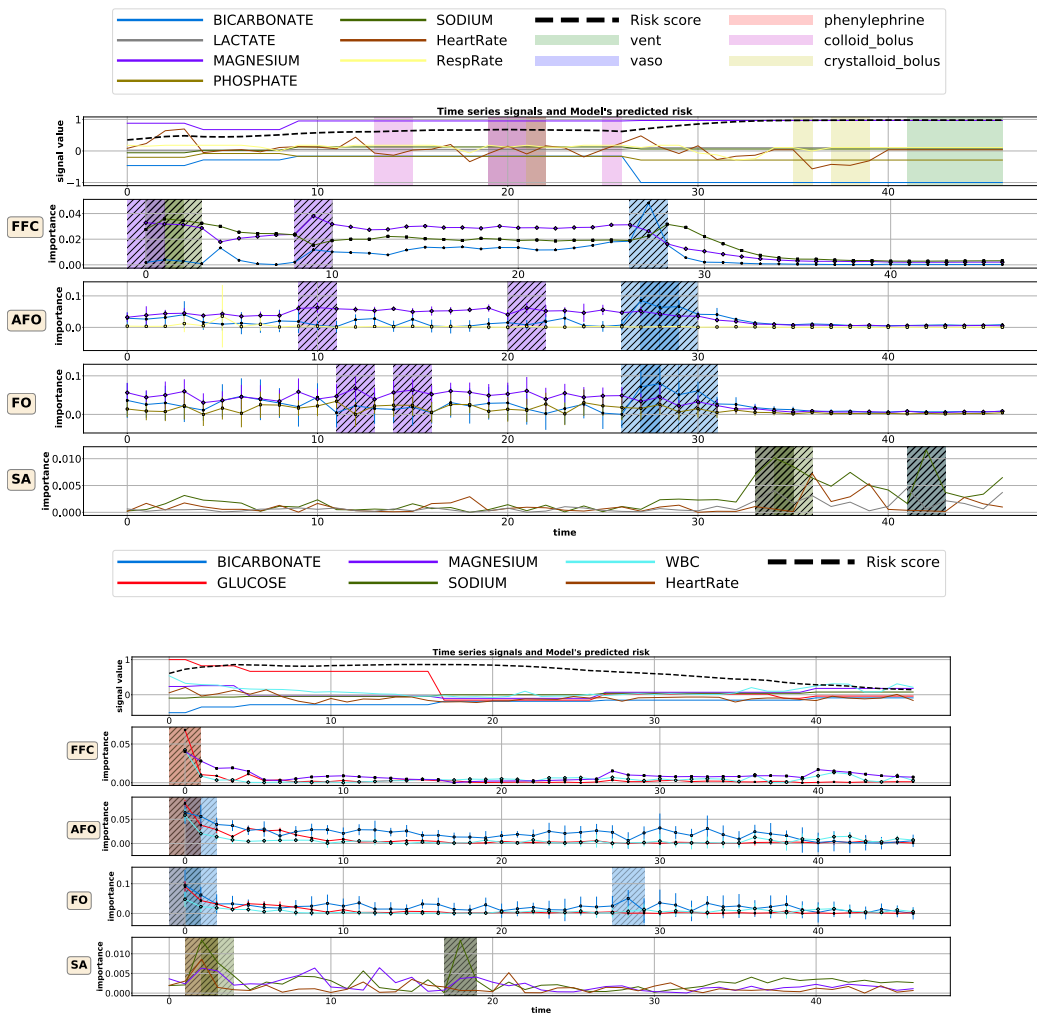 BICARBONATE SODIUM Risk score phenylephrine
LACTATE HeartRate vent colloid_bolus
MAGNESIUM RespRate vaso crystalloid_bolus
PHOSPHATE
Time series signals and Model's predicted risk
signal value
1
0
−1
0 10 20 30 40
FFC
importance
0.04
0.02
0.00
0 10 20 30 40
AFO
importance
0.1
0.0
0 10 20 30 40
FO
importance
0.1
0.0
0 10 20 30 40
SA
importance
0.010
0.005
0.000
0 10 20 30 40
time
BICARBONATE MAGNESIUM WBC Risk score
GLUCOSE SODIUM HeartRate
Time series signals and Model's predicted risk
signal value
1
0
0 10 20 30 40
FFC
importance
0.05
0.00
0 10 20 30 40
AFO
importance
0.05
0.00
0 10 20 30 40
FO
importance
0.1
0.0
0 10 20 30 40
SA
importance
0.010
0.005
0.000
0 10 20 30 40
time